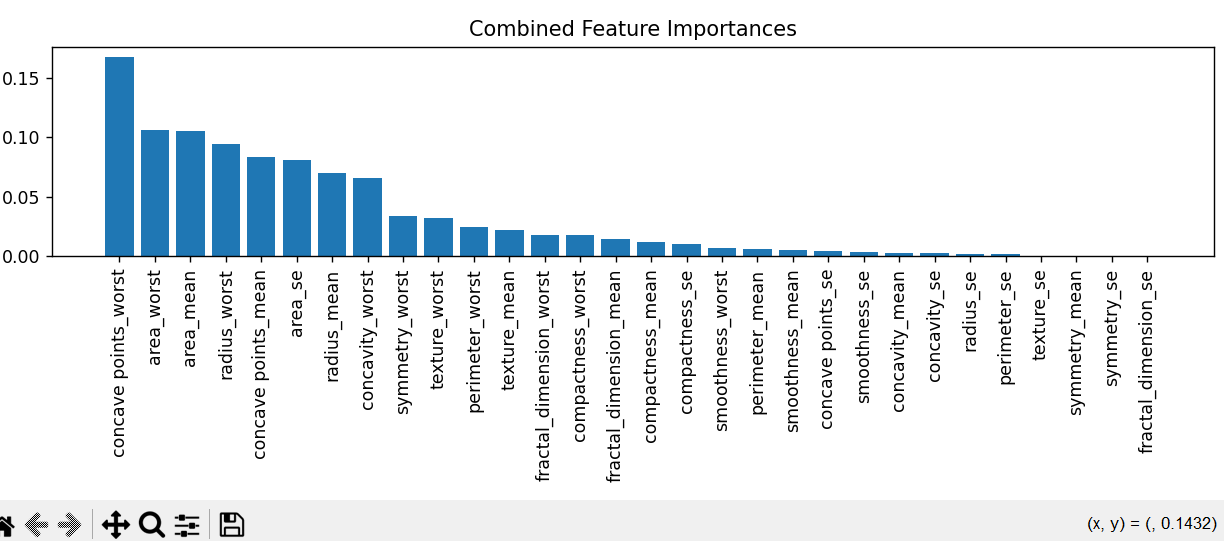 Combined Feature Importances
0.15
0.10
0.05
0.00
concave points_worst
area_worst
area_mean
radius_worst
concave points_mean
area_se
radius_mean
concavity_worst
symmetry_worst
texture_worst
perimeter_worst
texture_mean
fractal_dimension_worst
compactness_worst
fractal_dimension_mean
compactness_mean
compactness_se
smoothness_worst
perimeter_mean
smoothness_mean
concave points_se
smoothness_se
concavity_mean
concavity_se
radius_se
perimeter_se
texture_se
symmetry_mean
symmetry_se
fractal_dimension_se
(x, y) = (, 0.1432)